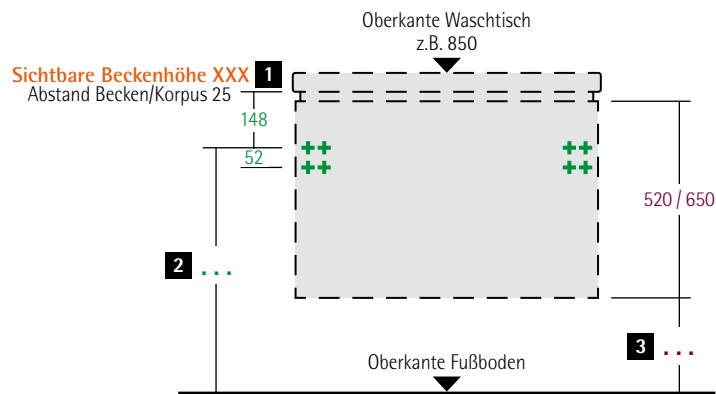 Oberkante Waschtisch
z.B. 850
Sichtbare Beckenhöhe XXX 1
Abstand Becken/Korpus 25
148
52
520 / 650
2 . . .
3 . . .
Oberkante Fußboden